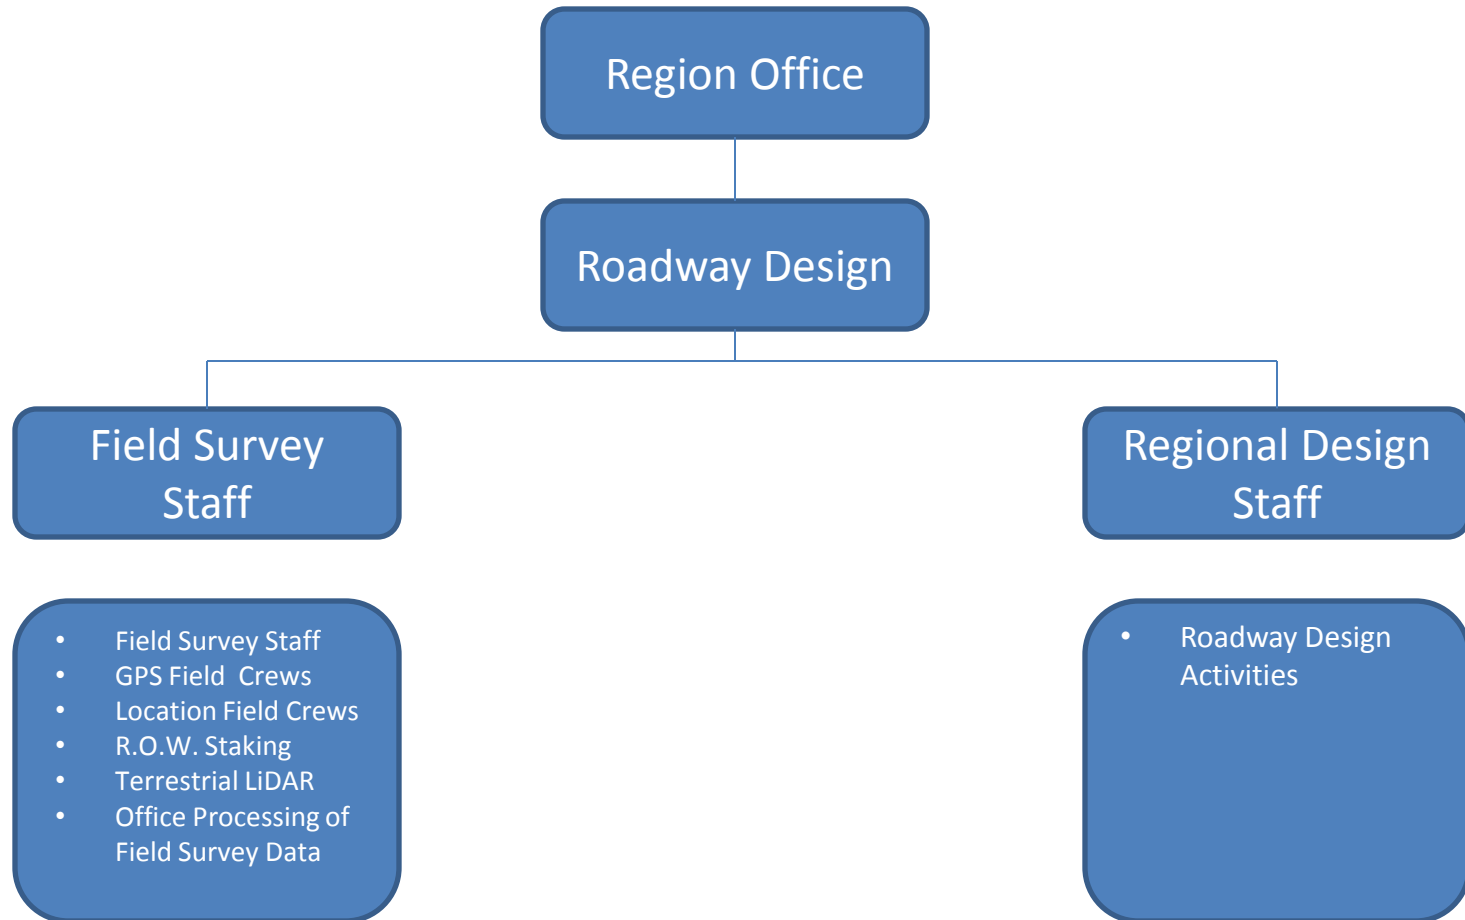 Region Office
Roadway Design
Field Survey
Staff
Regional Design
Staff
• Field Survey Staff
• GPS Field  Crews
• Location Field Crews
• R.O.W. Staking
• Terrestrial LiDAR
• Office Processing of
Field Survey Data
• Roadway Design
Activities